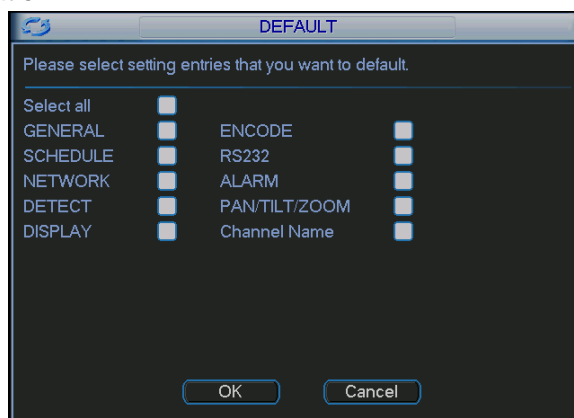 DEFAULT
Please select setting entries that you want to default.
Select all
GENERAL ENCODE
SCHEDULE RS232
NETWORK ALARM
DETECT PAN/TILT/ZOOM
DISPLAY Channel Name
OK Cancel